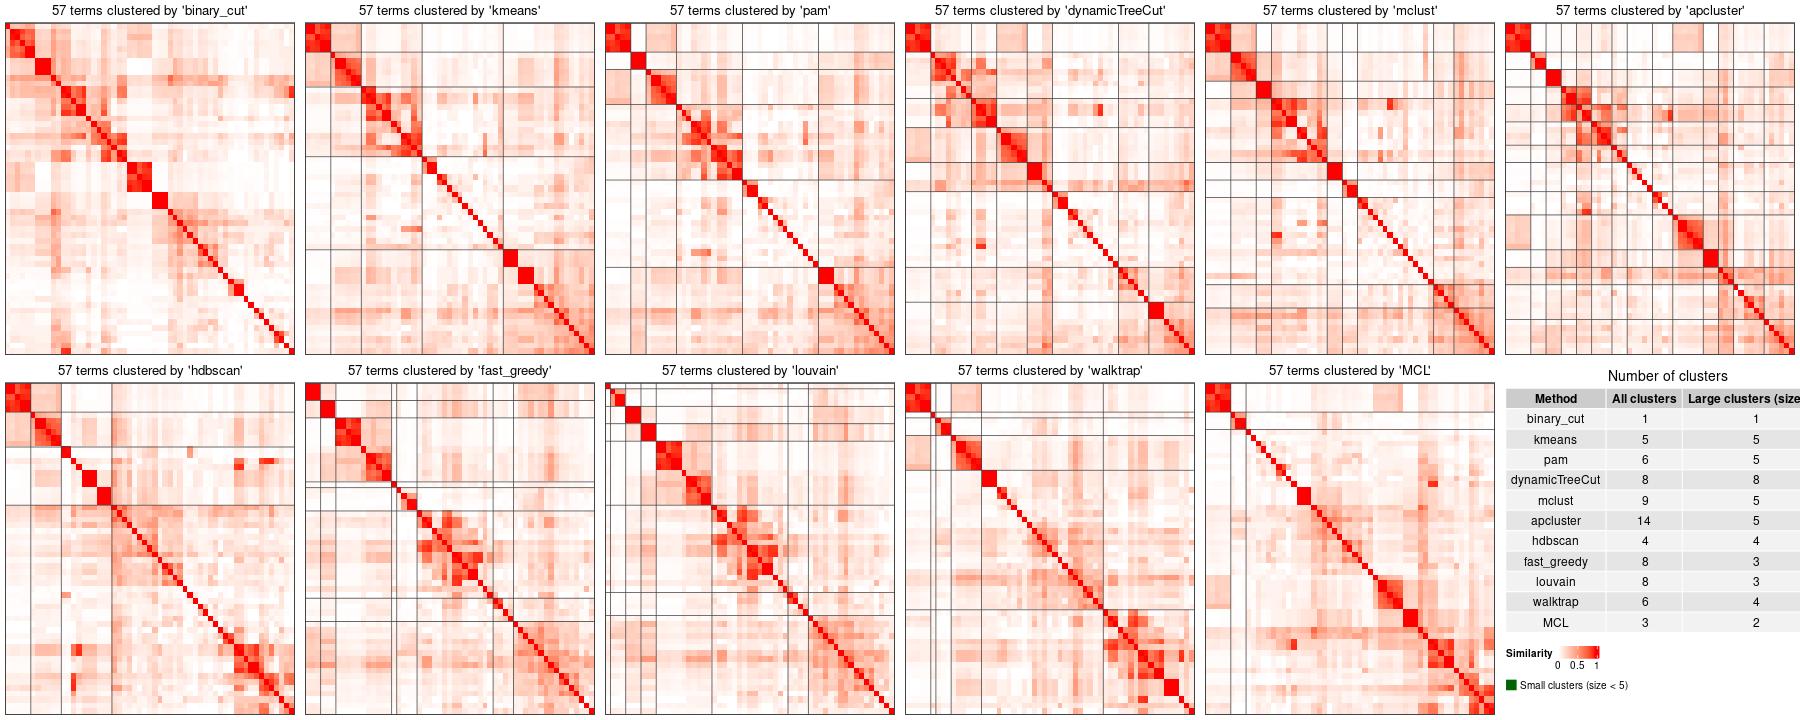 57 terms clustered by 'binary_cut'
57 terms clustered by 'kmeans'
57 terms clustered by 'pam'
57 terms clustered by 'dynamicTreeCut'
57 terms clustered by 'mclust'
57 terms clustered by 'apcluster'
57 terms clustered by 'hdbscan'
57 terms clustered by 'fast_greedy'
57 terms clustered by 'louvain'
57 terms clustered by 'walktrap'
57 terms clustered by 'MCL'
Number of clusters
Method All clusters Large clusters (size
binary_cut 1 1
kmeans 5 5
pam 6 5
dynamicTreeCut 8 8
mclust 9 5
apcluster 14 5
hdbscan 4 4
fast_greedy 8 3
louvain 8 3
walktrap 6 4
MCL 3 2
Similarity
0 0.5 1
Small clusters (size < 5)